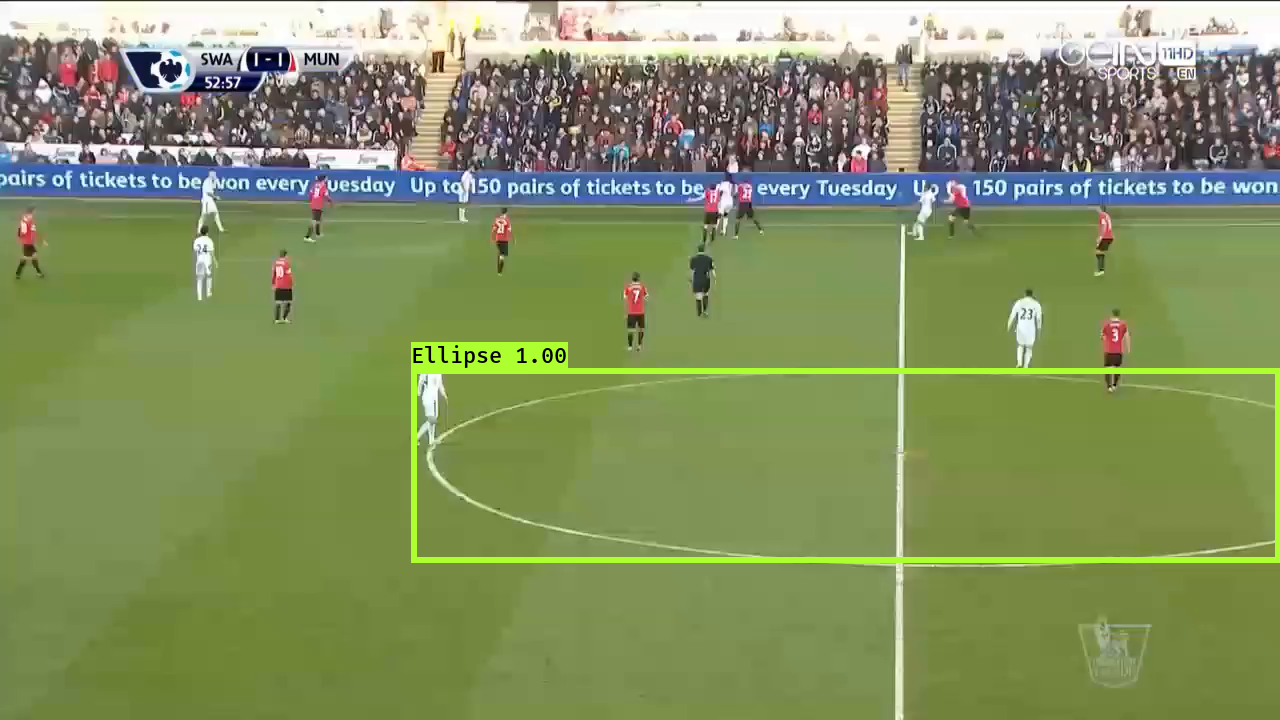 SWA 1-1 MUN
52:57
beIN
SPORTS
11HD
EN
pairs of tickets to be won every Tuesday Up to 150 pairs of tickets to be every Tuesday Up to 150 pairs of tickets to be won
24
10
7
23
3
Ellipse 1.00